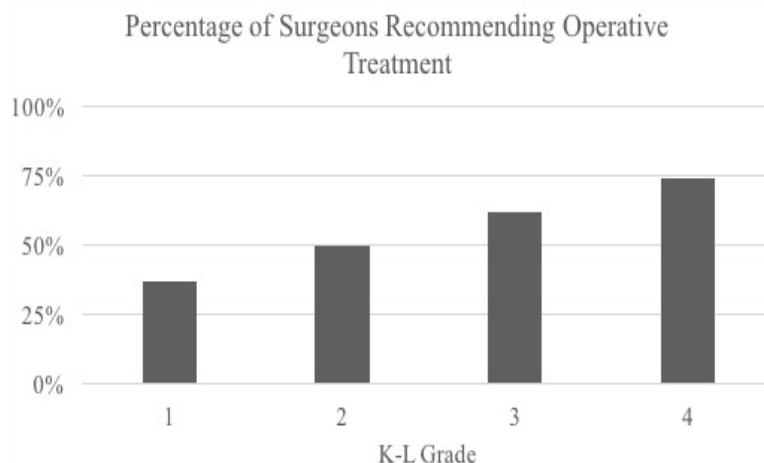 Percentage of Surgeons Recommending Operative
Treatment
100%
75%
50%
25%
0%
1 2 3 4
K-L Grade